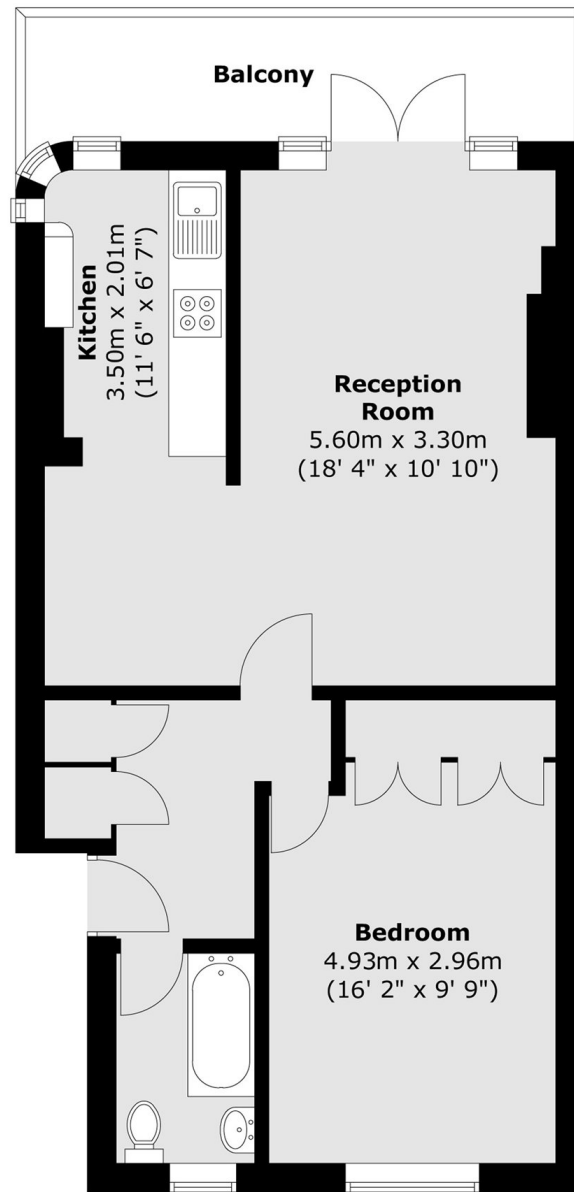 Balcony
Kitchen
3.50m x 2.01m
(11' 6" x 6' 7")
Reception
Room
5.60m x 3.30m
(18' 4" x 10' 10")
Bedroom
4.93m x 2.96m
(16' 2" x 9' 9")